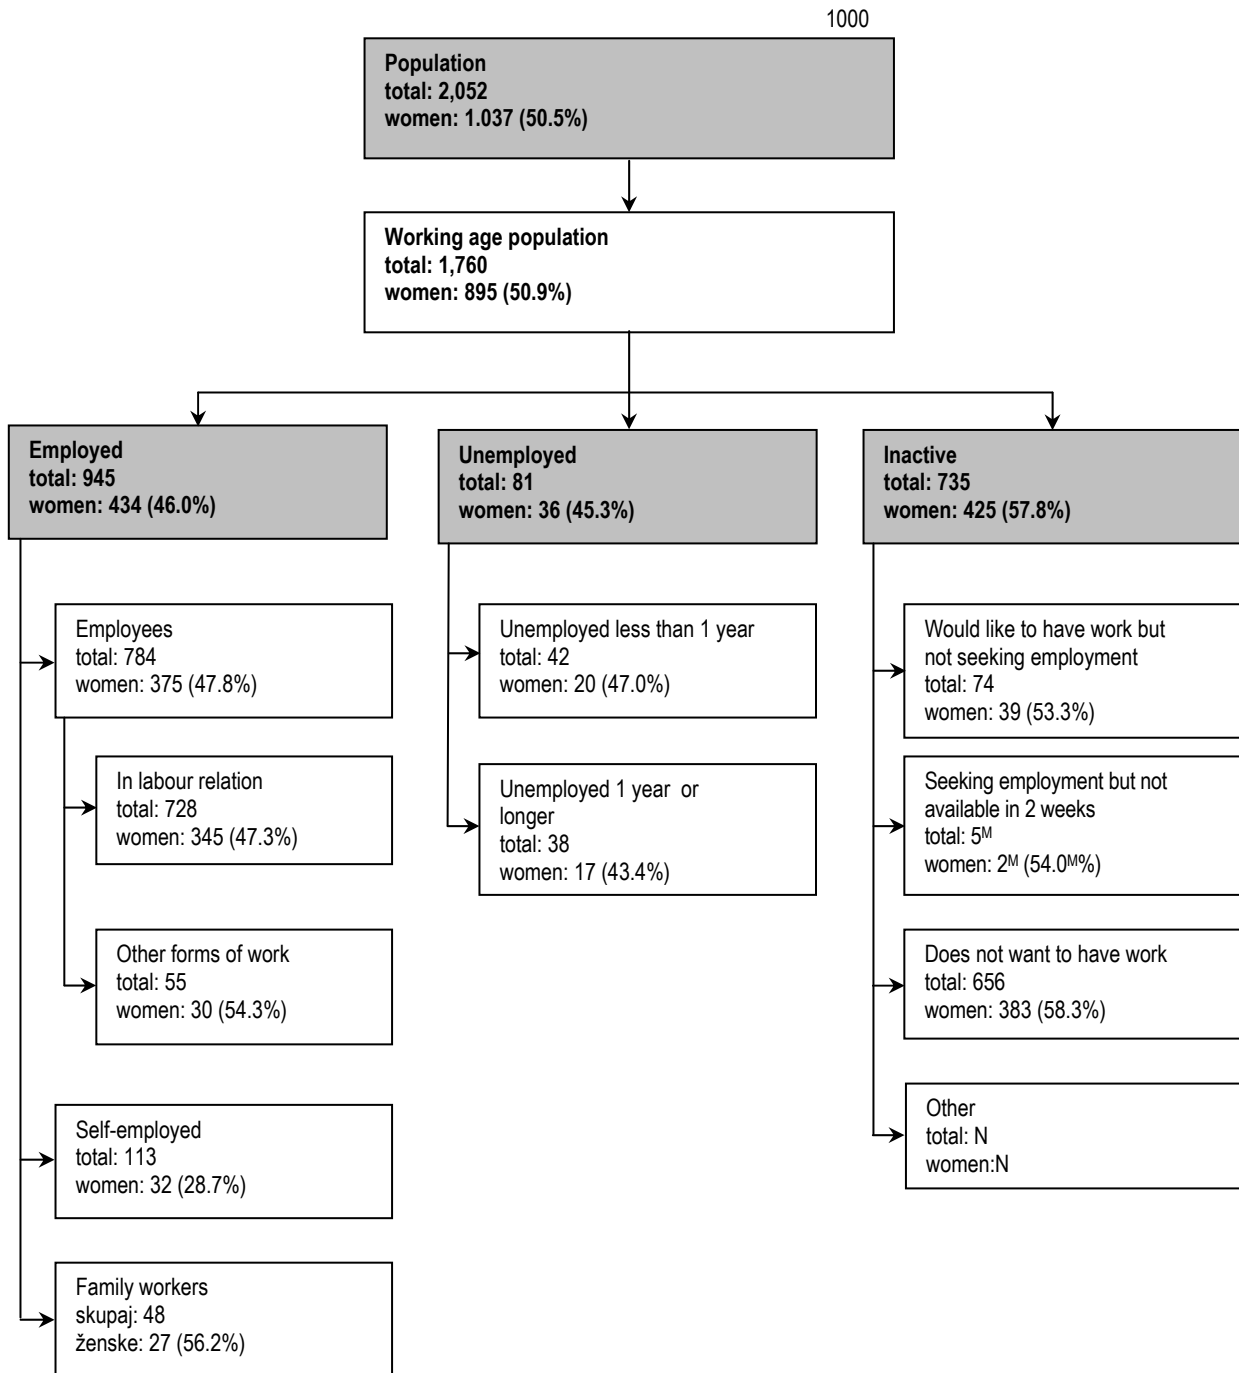 1000
Population
total: 2,052
women: 1.037 (50.5%)
Working age population
total: 1,760
women: 895 (50.9%)
Employed
total: 945
women: 434 (46.0%)
Unemployed
total: 81
women: 36 (45.3%)
Inactive
total: 735
women: 425 (57.8%)
Employees
total: 784
women: 375 (47.8%)
In labour relation
total: 728
women: 345 (47.3%)
Other forms of work
total: 55
women: 30 (54.3%)
Self-employed
total: 113
women: 32 (28.7%)
Family workers
skupaj: 48
ženske: 27 (56.2%)
Unemployed less than 1 year
total: 42
women: 20 (47.0%)
Unemployed 1 year  or
longer
total: 38
women: 17 (43.4%)
Would like to have work but
not seeking employment
total: 74
women: 39 (53.3%)
Seeking employment but not
available in 2 weeks
total: 5ᴹ
women: 2ᴹ (54.0ᴹ%)
Does not want to have work
total: 656
women: 383 (58.3%)
Other
total: N
women:N